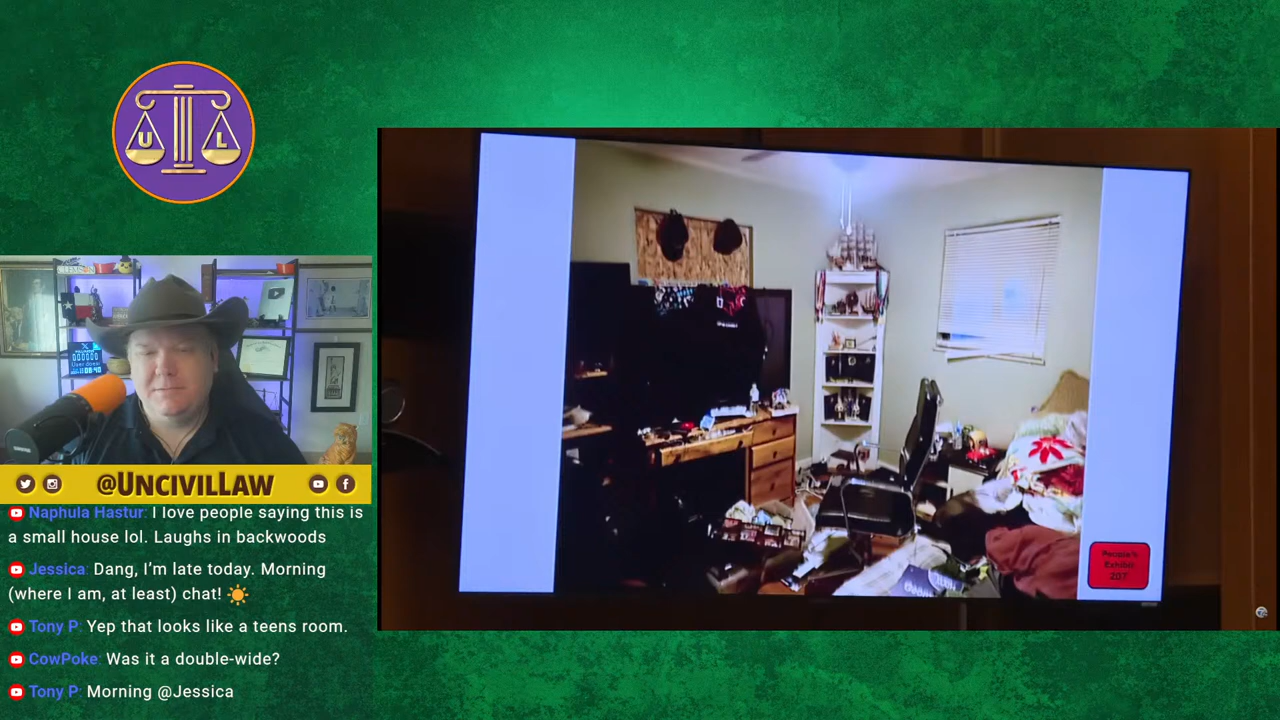 U L
@UNCIVILLAW
Naphula Hastur: I love people saying this is
a small house lol. Laughs in backwoods
Jessica: Dang, I'm late today. Morning
(where I am, at least) chat!
Tony P: Yep that looks like a teens room.
CowPoke: Was it a double-wide?
Tony P: Morning @Jessica
People's
Exhibit
207